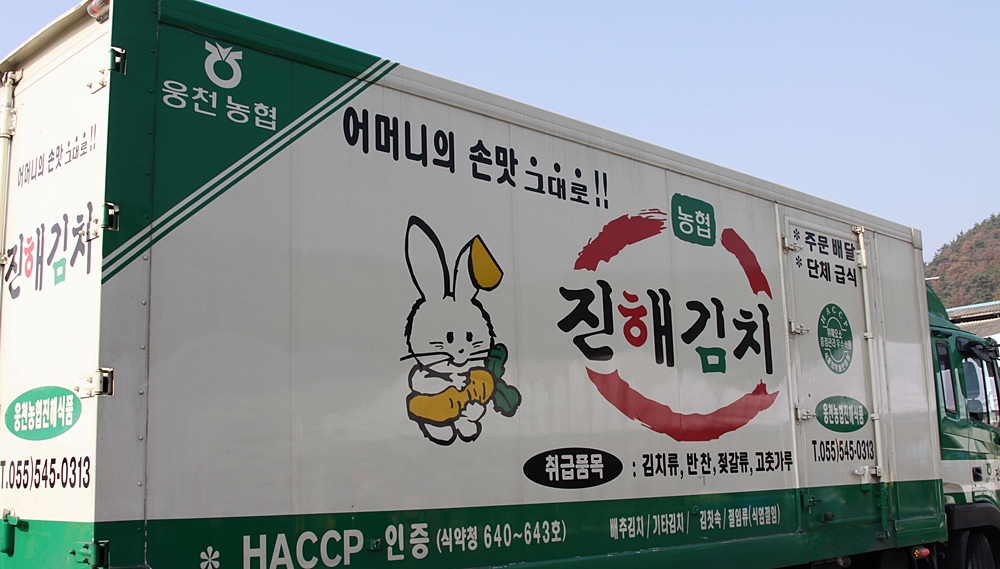 웅천농협
어머니의 손맛 그대로!!
진해김치
웅천농협진해식품
T.055)545-0313
웅천농협
어머니의 손맛 그대로!!
농협
진해김치
취급품목 : 김치류, 반찬, 젓갈류, 고춧가루
* 주문 배달
* 단체 급식
HACCP
웅천농협진해식품
T.055)545-0313
* HACCP 인증 (식약청 640~643호)
배추김치 / 기타김치 / 김칫속 / 절임류(식염절임)